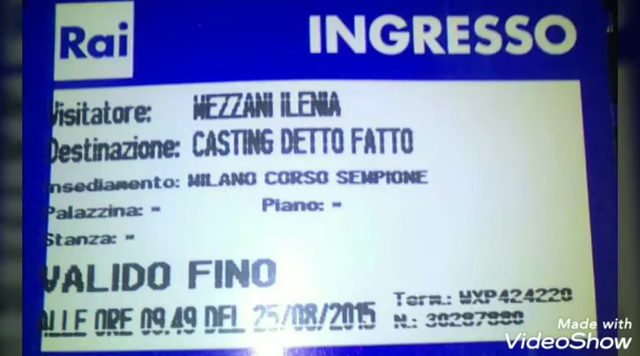 Rai INGRESSO
Visitatore: MEZZANI ILENIA
Destinazione: CASTING DETTO FATTO
Insediamento: MILANO CORSO SEMPIONE
Palazzina: - Piano: -
Stanza: -
VALIDO FINO
ALLE ORE 09.49 DEL 25/08/2015
Term.: WXP424220
N.: 30287880
Made with
VideoShow